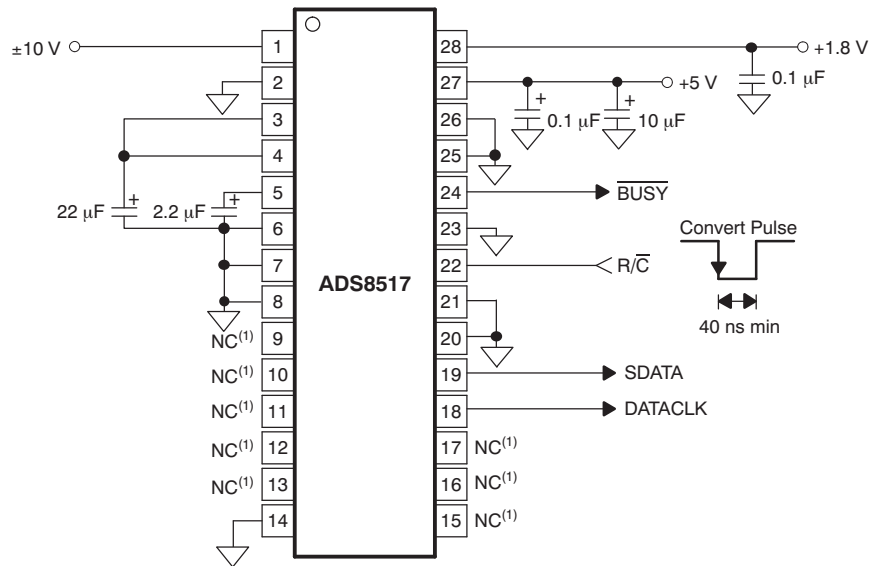 ±10 V
1
28
+1.8 V
2
27
+5 V
0.1 μF
3
26
+
0.1 μF
+
10 μF
4
25
22 μF
+
2.2 μF
+
5
24
BUSY
6
23
Convert Pulse
7
22
R/C
ADS8517
8
21
40 ns min
NC(1)
9
20
NC(1)
10
19
SDATA
NC(1)
11
18
DATACLK
NC(1)
12
17
NC(1)
NC(1)
13
16
NC(1)
14
15
NC(1)